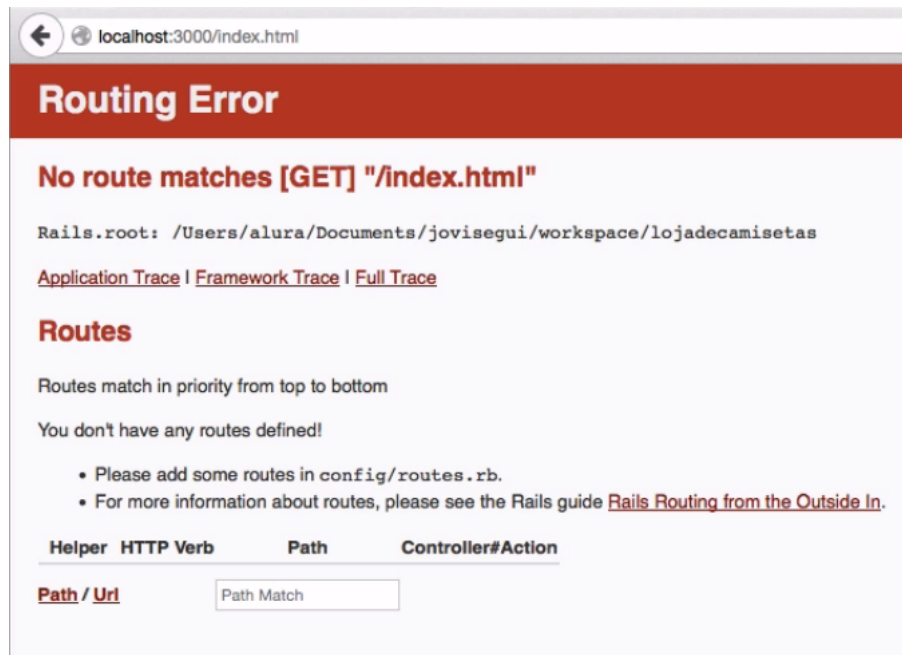 localhost:3000/index.html
Routing Error
No route matches [GET] "/index.html"
Rails.root: /Users/alura/Documents/jovisegui/workspace/lojadecamisetas
Application Trace | Framework Trace | Full Trace
Routes
Routes match in priority from top to bottom
You don't have any routes defined!
• Please add some routes in config/routes.rb.
• For more information about routes, please see the Rails guide Rails Routing from the Outside In.
Helper HTTP Verb Path Controller#Action
Path / Url Path Match